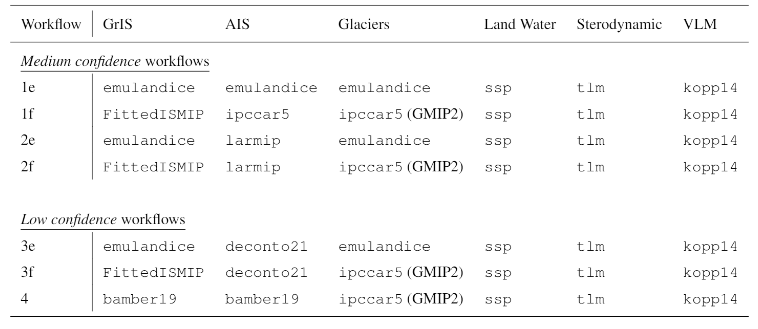 Workflow GrIS AIS Glaciers Land Water Sterodynamic VLM
Medium confidence workflows
1e emulandice emulandice emulandice ssp tlm kopp14
1f FittedISMIP ipccar5 ipccar5 (GMIP2) ssp tlm kopp14
2e emulandice larmip emulandice ssp tlm kopp14
2f FittedISMIP larmip ipccar5 (GMIP2) ssp tlm kopp14
Low confidence workflows
3e emulandice deconto21 emulandice ssp tlm kopp14
3f FittedISMIP deconto21 ipccar5 (GMIP2) ssp tlm kopp14
4 bamber19 bamber19 ipccar5 (GMIP2) ssp tlm kopp14